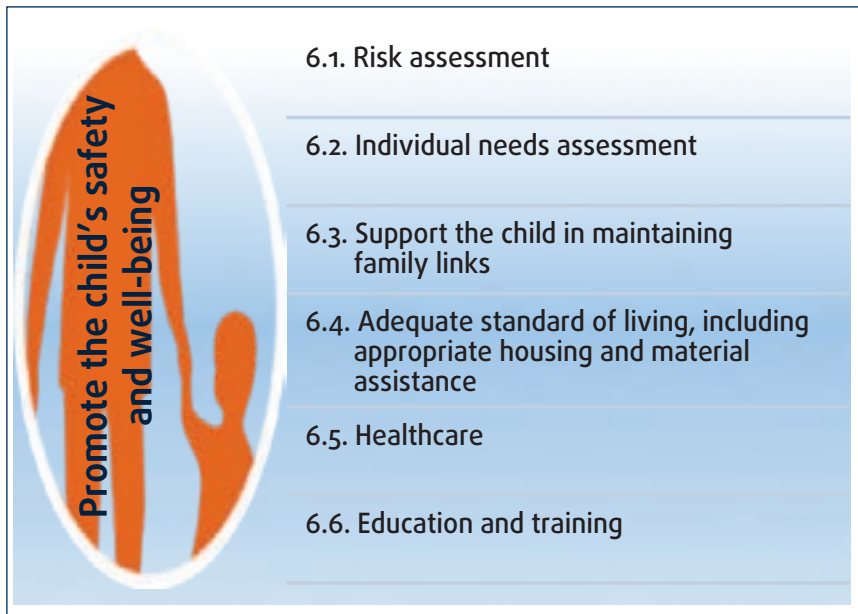 Promote the child's safety
and well-being
6.1. Risk assessment
6.2. Individual needs assessment
6.3. Support the child in maintaining
family links
6.4. Adequate standard of living, including
appropriate housing and material
assistance
6.5. Healthcare
6.6. Education and training